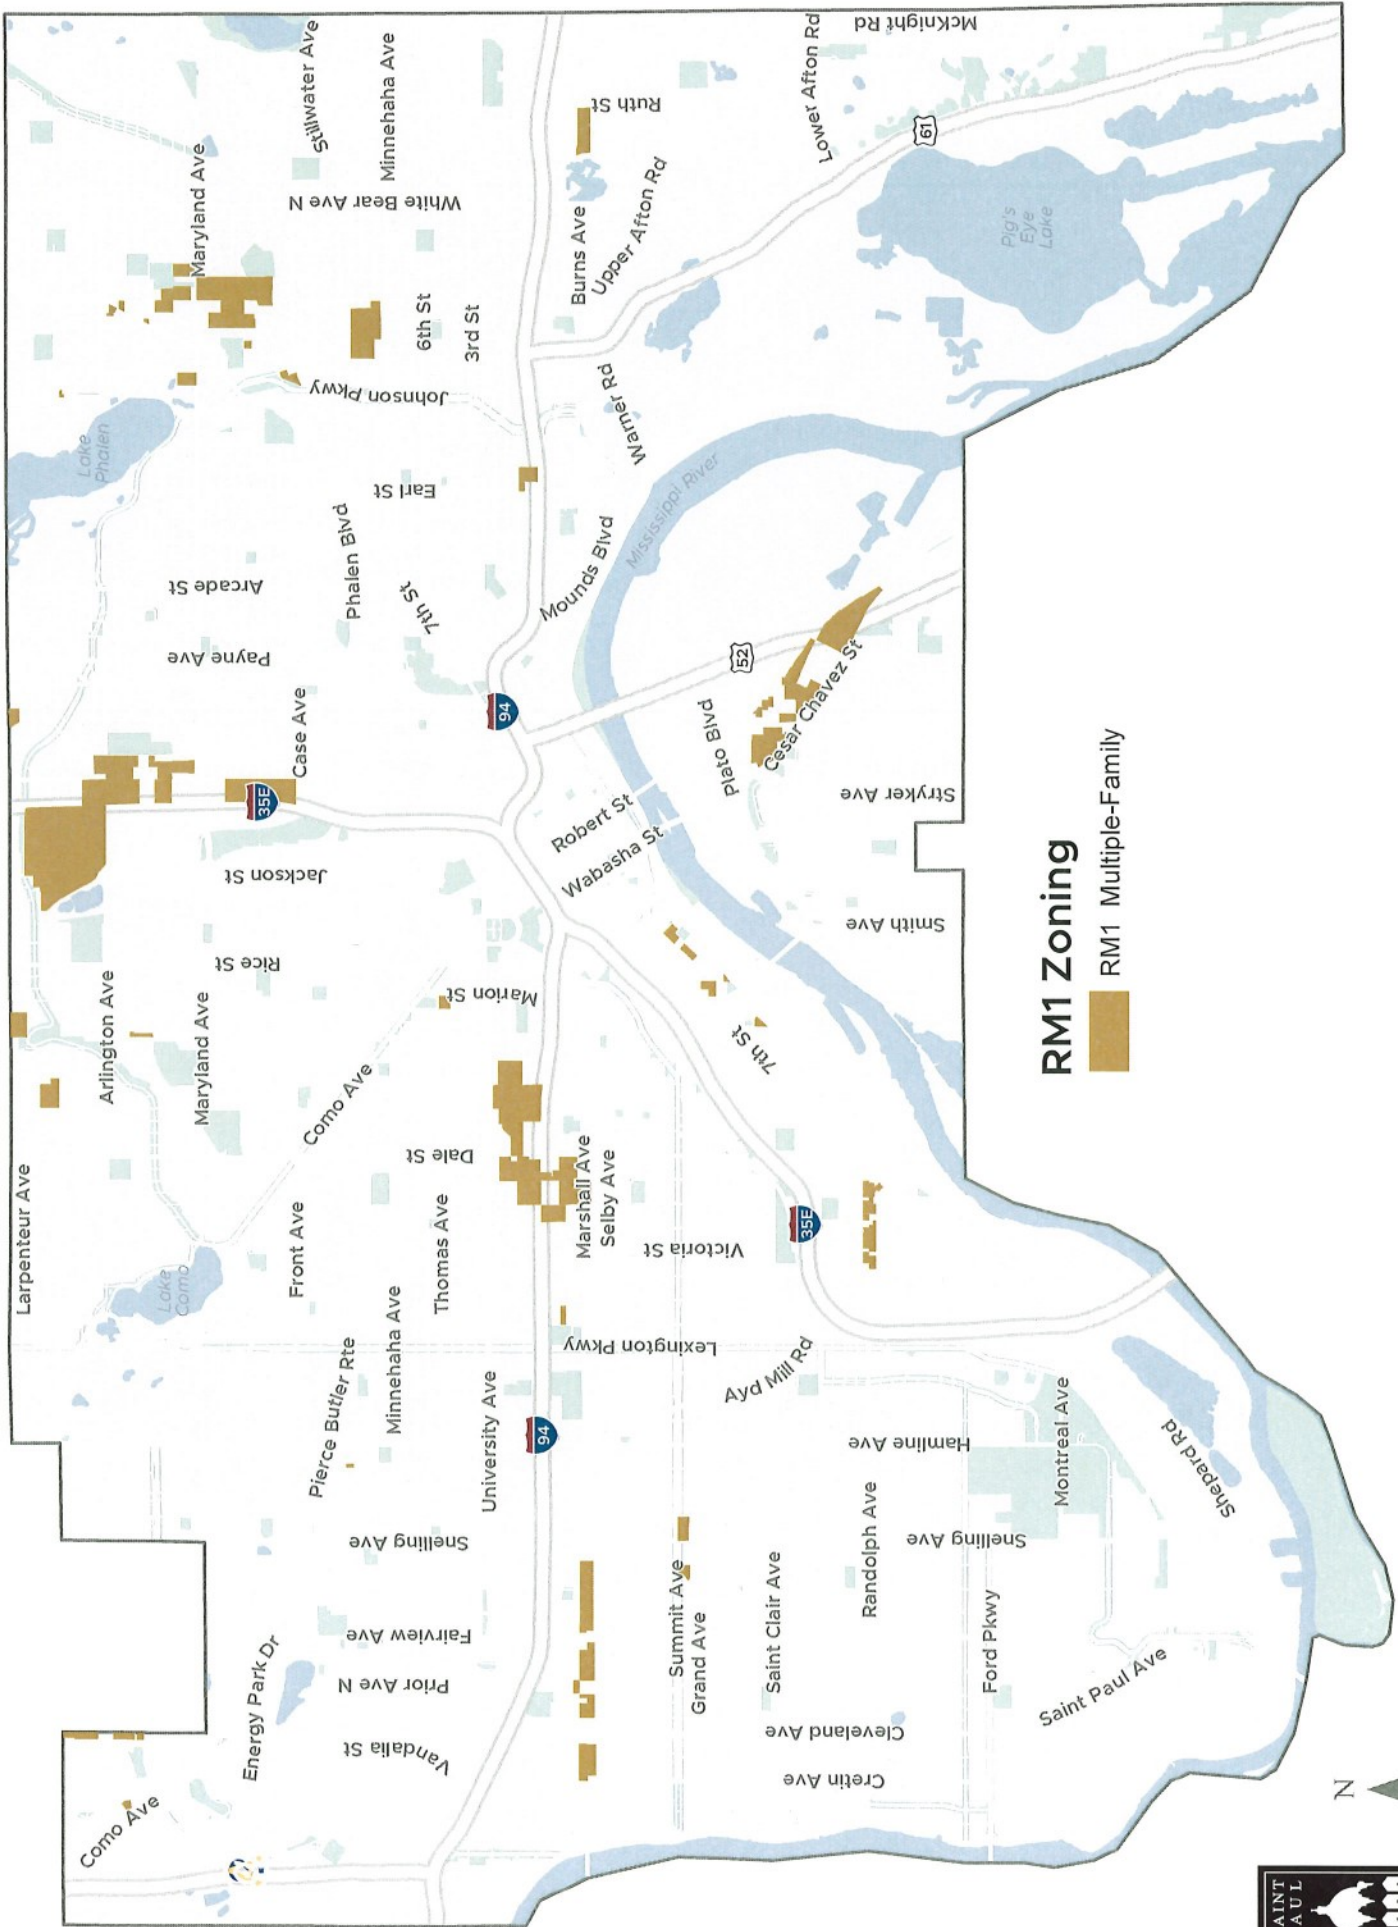 Larpenteur Ave
Arlington Ave
Maryland Ave
Maryland Ave
Stillwater Ave
Minnehaha Ave
McKnight Rd
White Bear Ave N
Ruth St
Lower Afton Rd
Burns Ave
Upper Afton Rd
61
Pig's
Eye
Lake
6th St
3rd St
Johnson Pkwy
Lake
Phalen
Earl St
Warner Rd
Mississippi River
Phalen Blvd
Arcade St
7th St
Mounds Blvd
Payne Ave
Case Ave
94
52
Plato Blvd
Cesar Chavez St
35E
Jackson St
Robert St
Wabasha St
Stryker Ave
Smith Ave
Rice St
Marion St
7th St
Como Ave
Dale St
Marshall Ave
Selby Ave
Front Ave
Thomas Ave
Victoria St
35E
Lake
Como
Pierce Butler Rte
Minnehaha Ave
Lexington Pkwy
Ayd Mill Rd
University Ave
94
Hamline Ave
Montreal Ave
Shepard Rd
Snelling Ave
Snelling Ave
Summit Ave
Grand Ave
Saint Clair Ave
Randolph Ave
Ford Pkwy
Saint Paul Ave
Fairview Ave
Prior Ave N
Energy Park Dr
Vandalia St
Cleveland Ave
Cretin Ave
Como Ave
RM1 Zoning
RM1 Multiple-Family
N
AINT
AUL